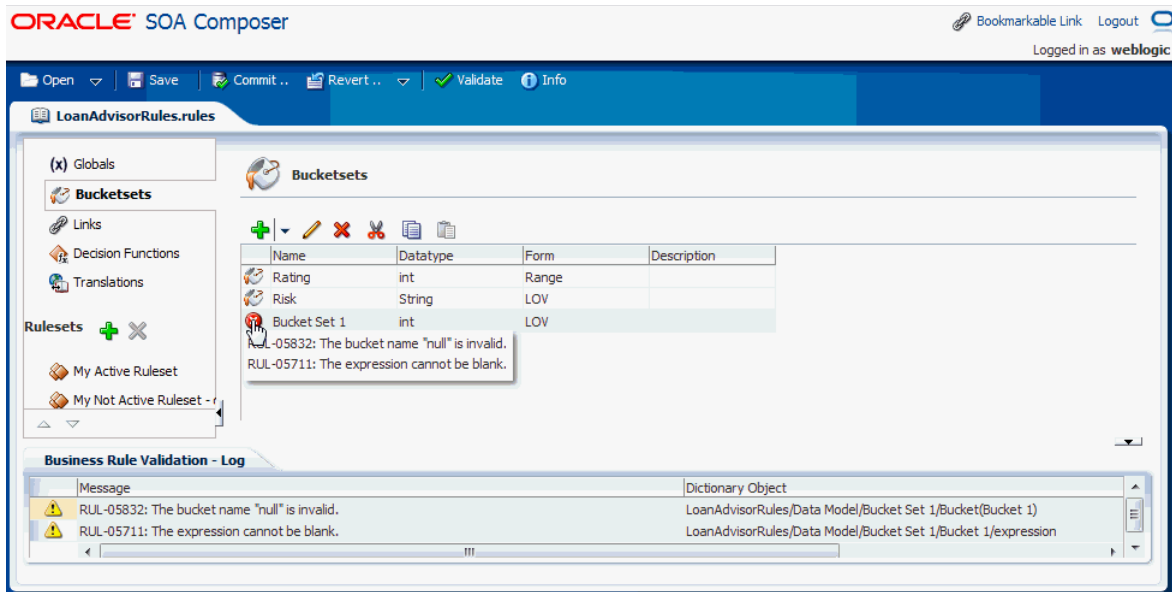 ORACLE SOA Composer
Bookmarkable Link Logout
Logged in as weblogic
Open Save Commit .. Revert .. Validate Info
LoanAdvisorRules.rules
(x) Globals
Bucketsets
Links
Decision Functions
Translations
Rulesets
My Active Ruleset
My Not Active Ruleset -
Bucketsets
Name Datatype Form Description
Rating int Range
Risk String LOV
Bucket Set 1 int LOV
RUL-05832: The bucket name "null" is invalid.
RUL-05711: The expression cannot be blank.
Business Rule Validation - Log
Message Dictionary Object
RUL-05832: The bucket name "null" is invalid. LoanAdvisorRules/Data Model/Bucket Set 1/Bucket(Bucket 1)
RUL-05711: The expression cannot be blank. LoanAdvisorRules/Data Model/Bucket Set 1/Bucket 1/expression